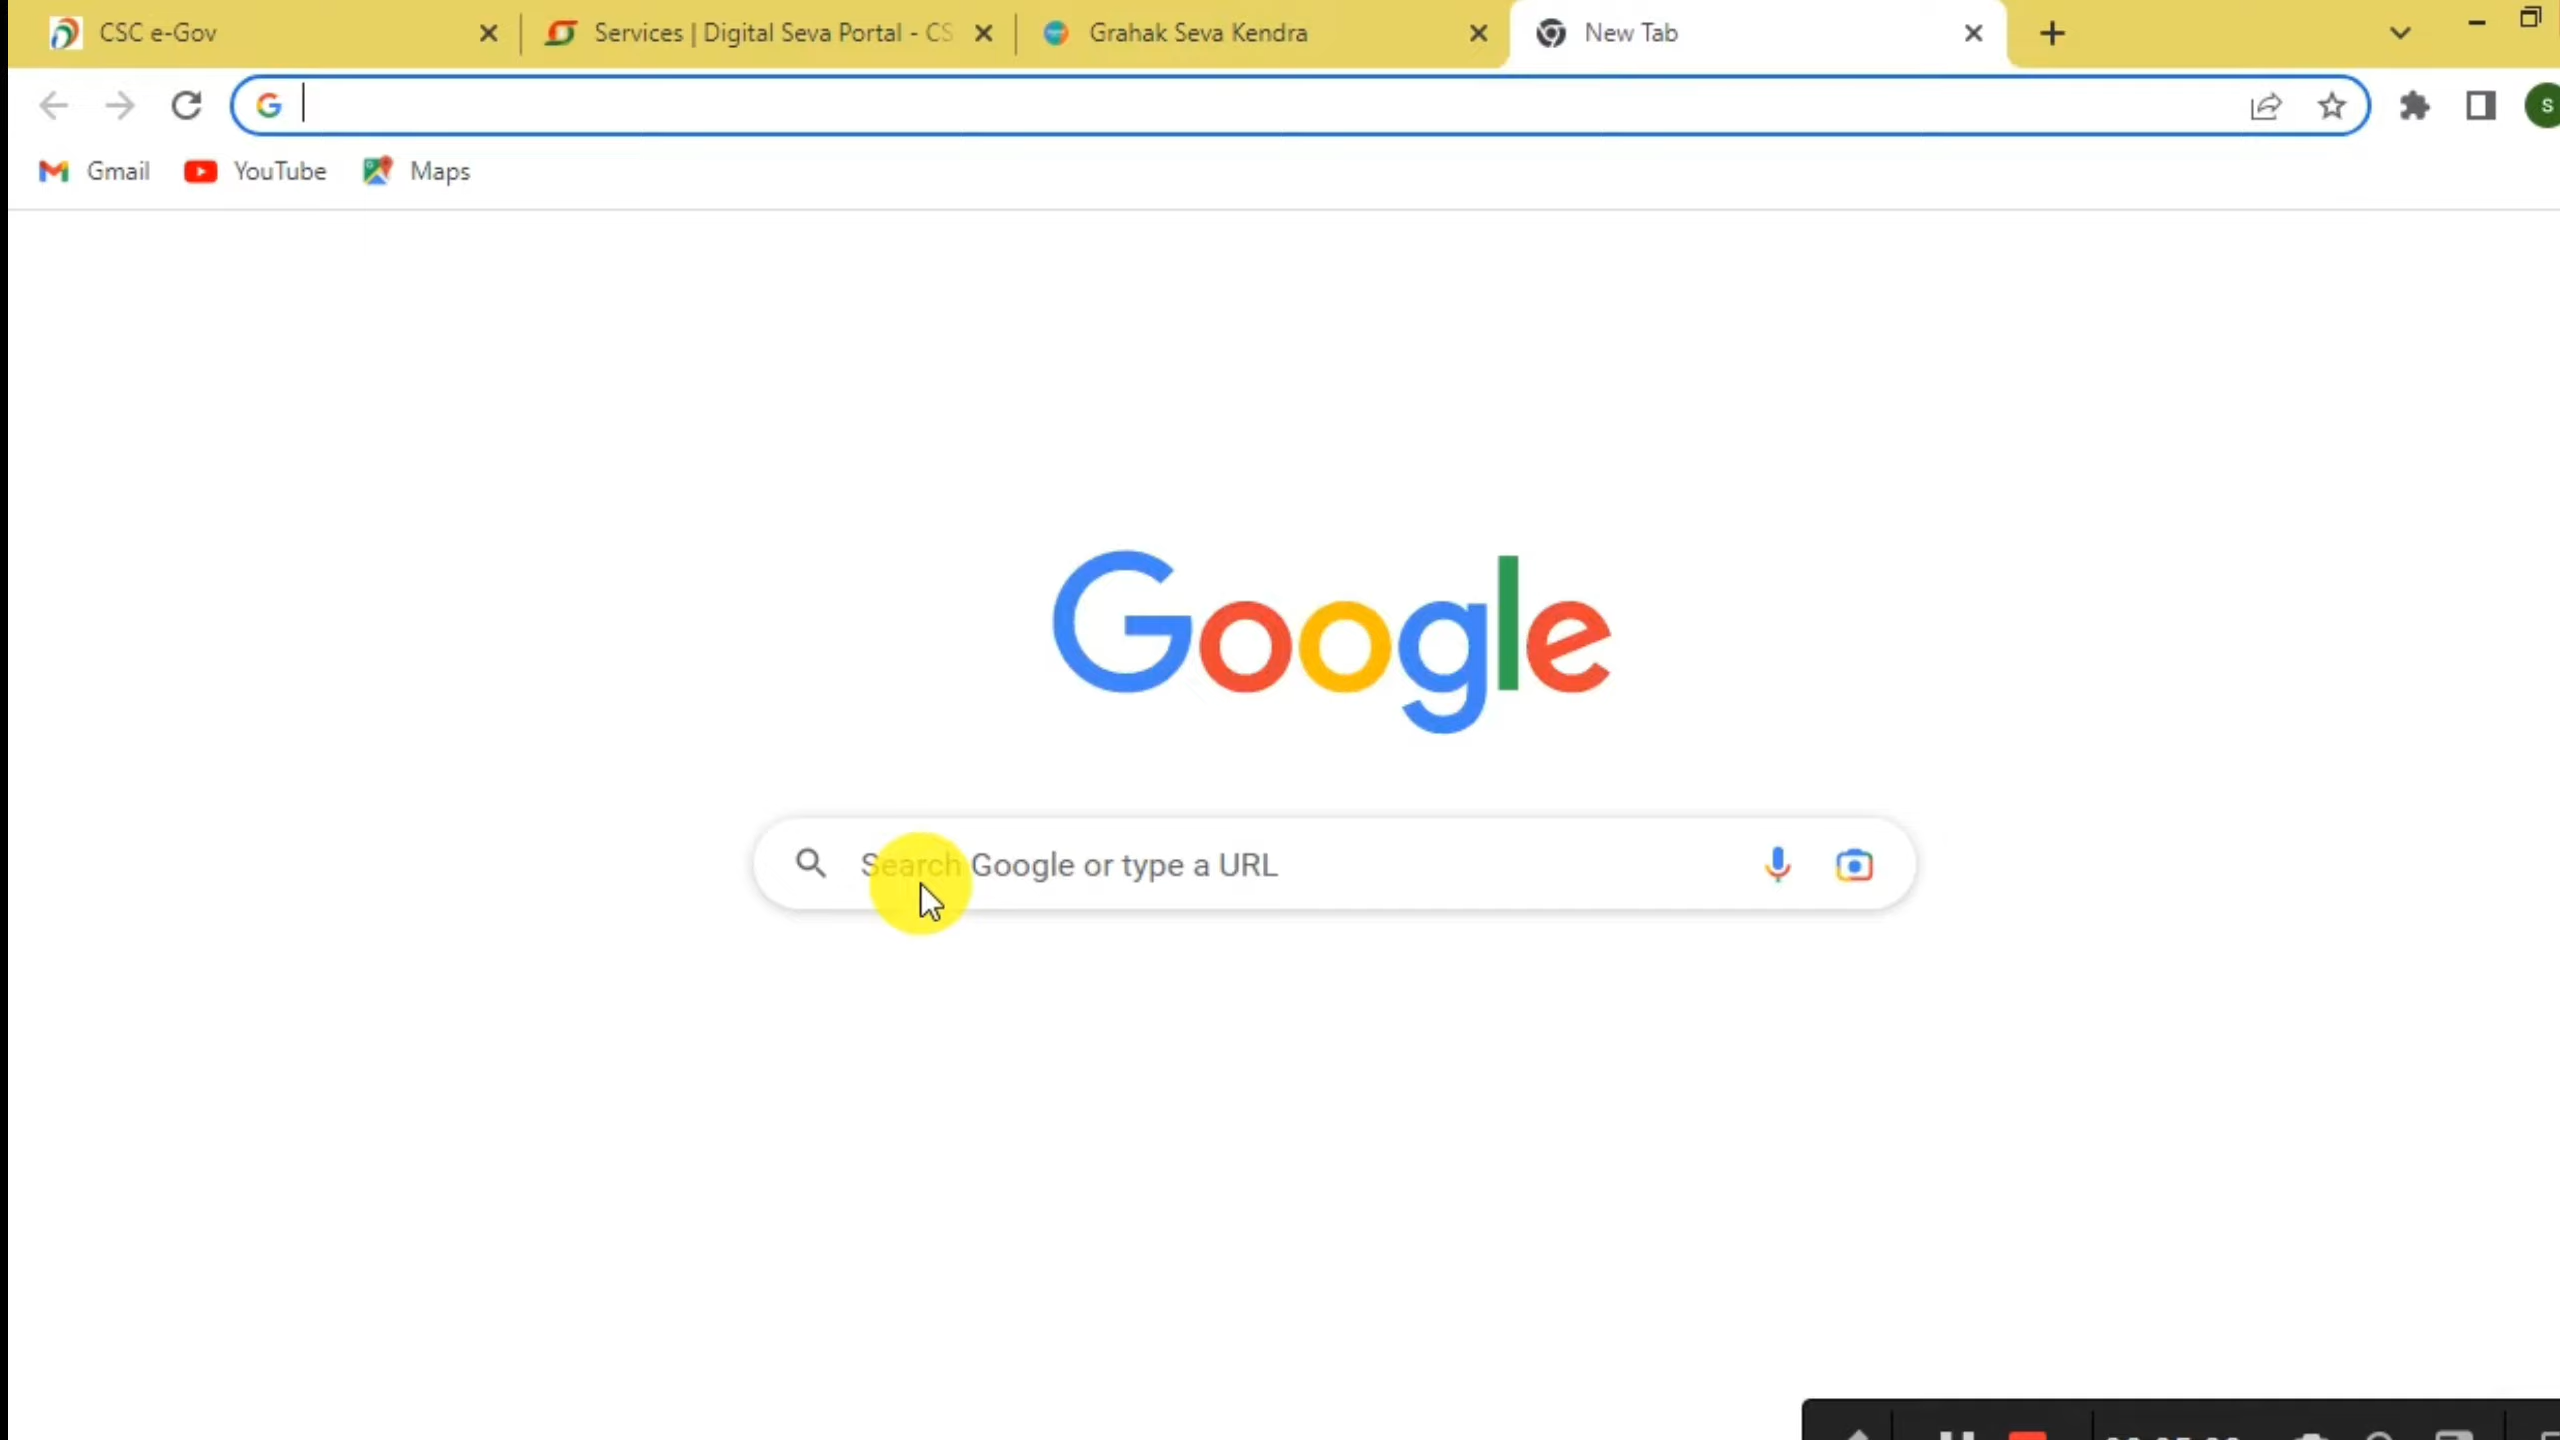 CSC e-Gov
Services | Digital Seva Portal - CS
Grahak Seva Kendra
New Tab
S
Gmail
YouTube
Maps
Google
Search Google or type a URL